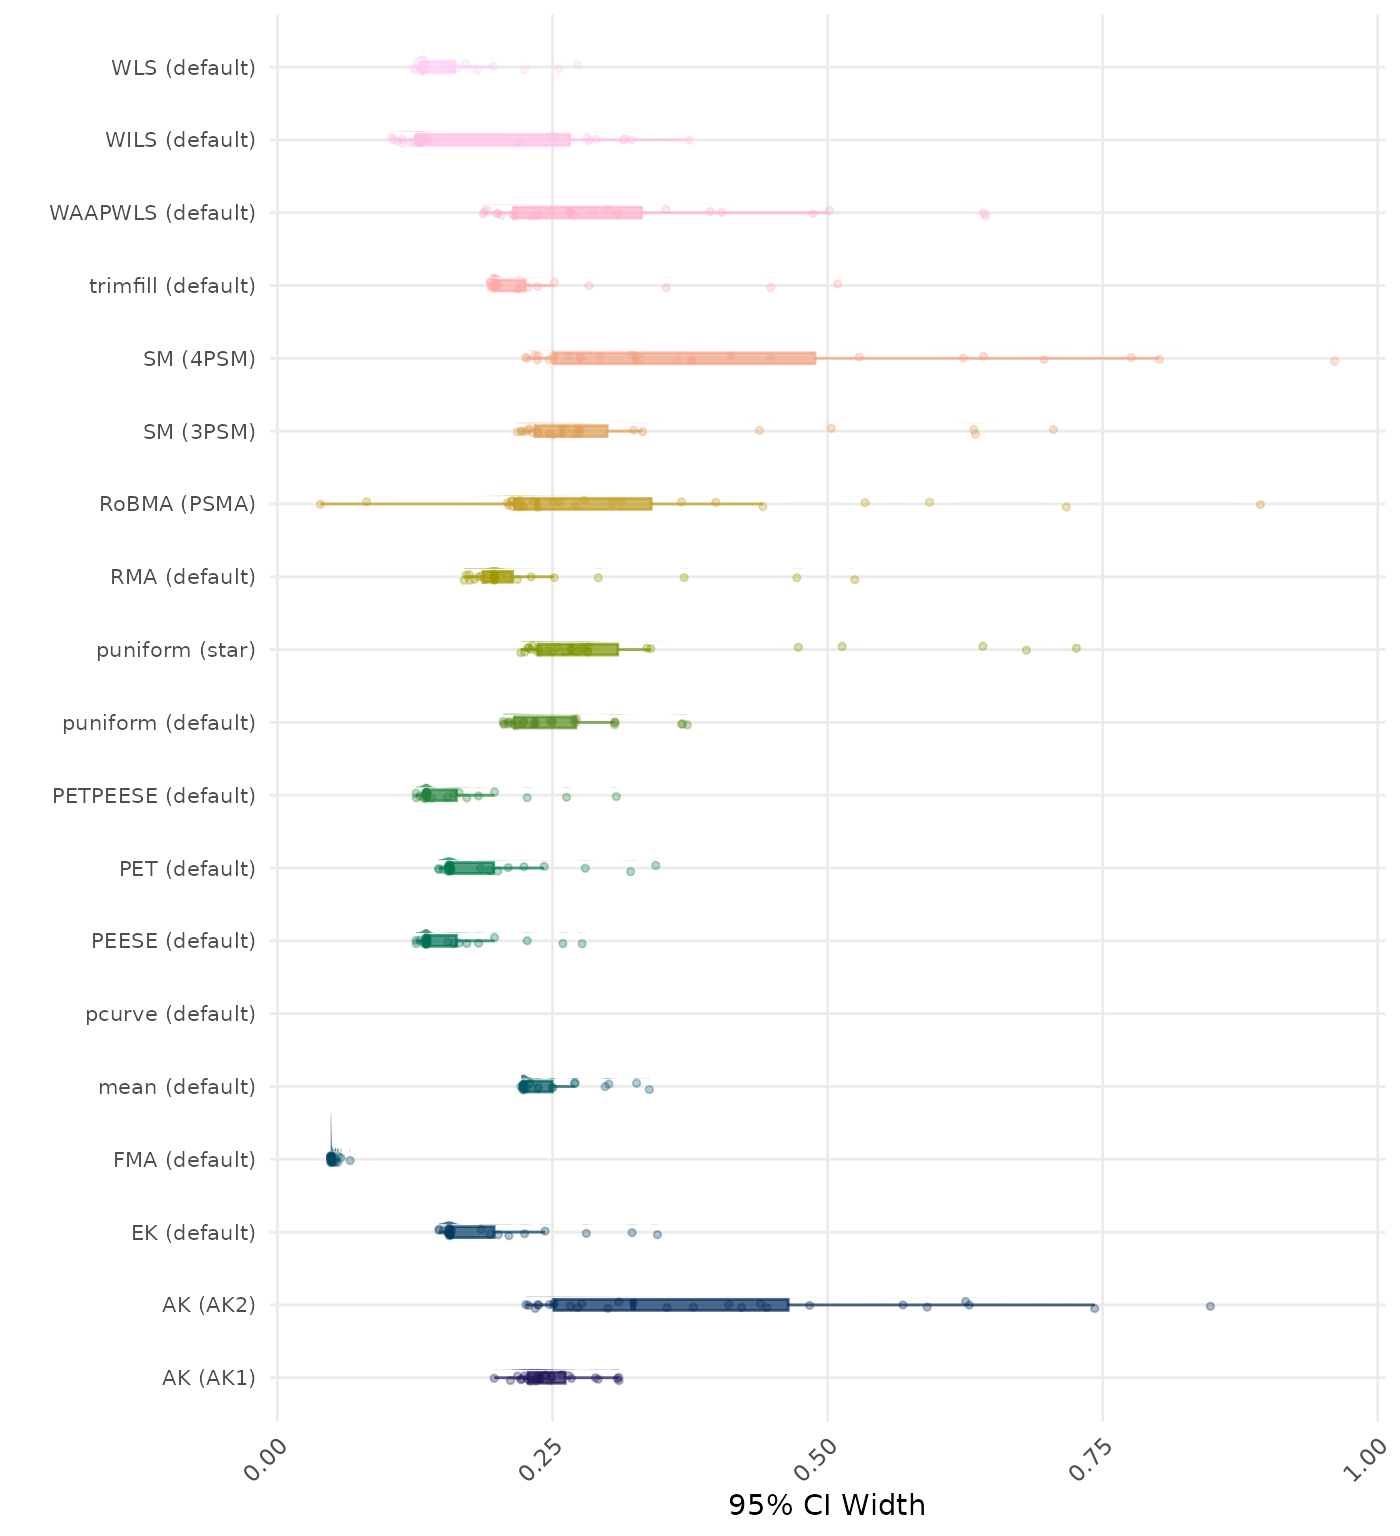 WLS (default)
WILS (default)
WAAPWLS (default)
trimfill (default)
SM (4PSM)
SM (3PSM)
RoBMA (PSMA)
RMA (default)
puniform (star)
puniform (default)
PETPEESE (default)
PET (default)
PEESE (default)
pcurve (default)
mean (default)
FMA (default)
EK (default)
AK (AK2)
AK (AK1)
0.00 0.25 0.50 0.75 1.00
95% CI Width